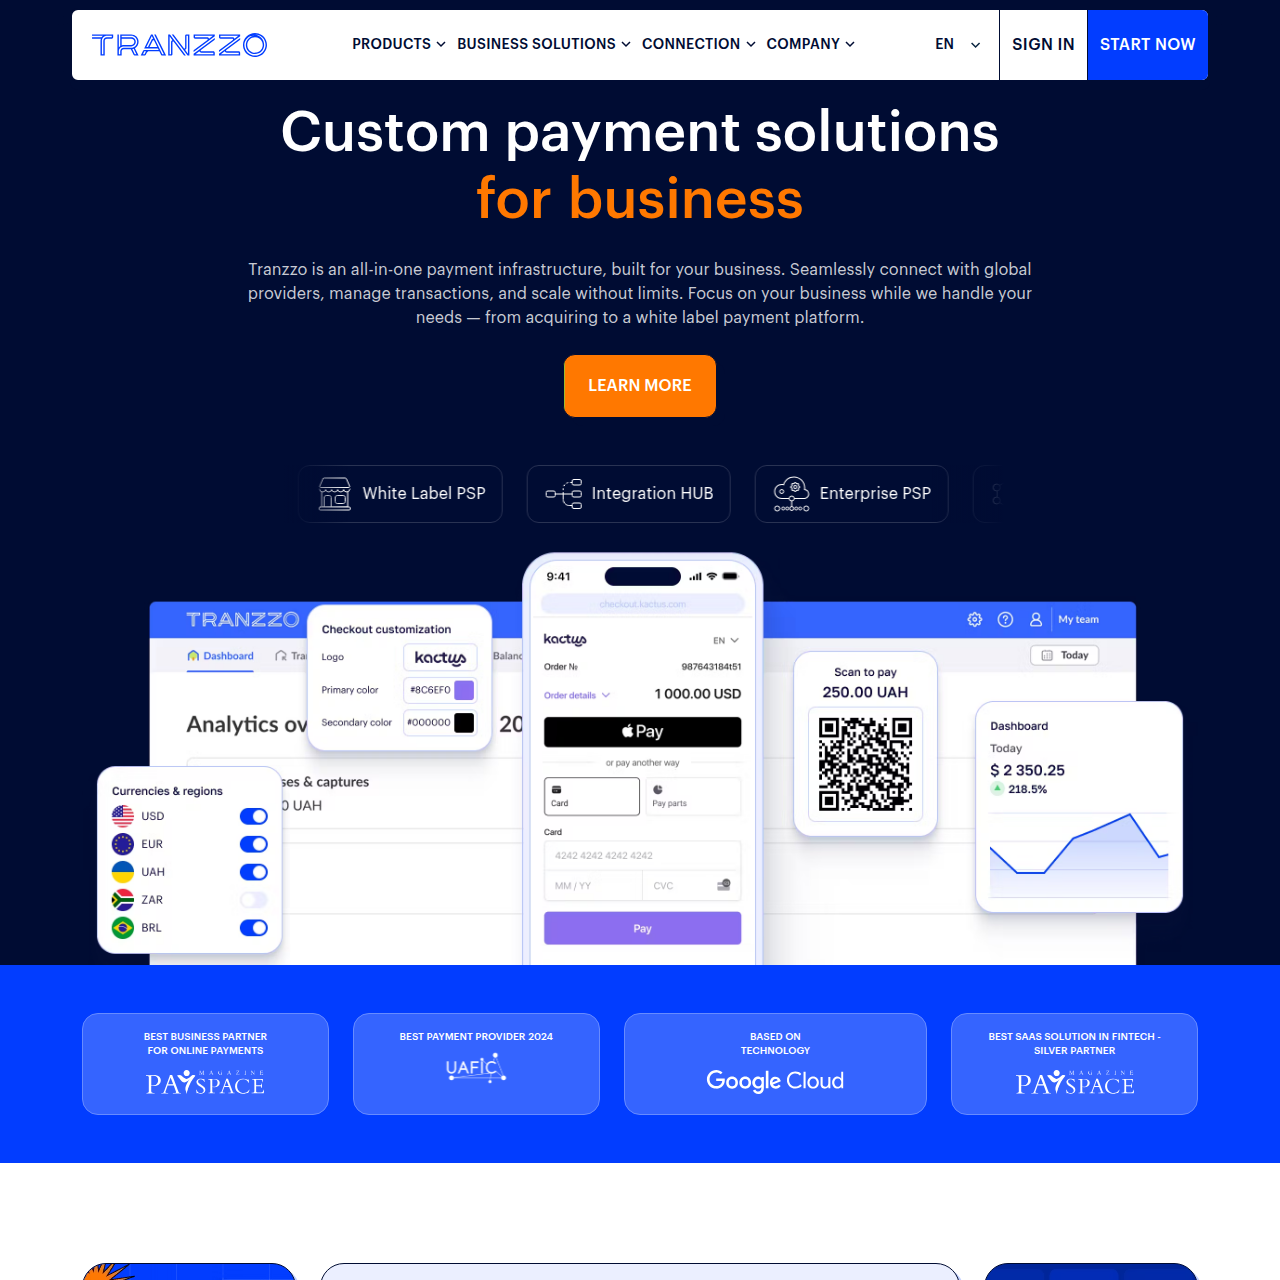 TRANZZO
PRODUCTS
BUSINESS SOLUTIONS
CONNECTION
COMPANY
EN
SIGN IN
START NOW
Custom payment solutions
for business
Tranzzo is an all-in-one payment infrastructure, built for your business. Seamlessly connect with global
providers, manage transactions, and scale without limits. Focus on your business while we handle your
needs — from acquiring to a white label payment platform.
LEARN MORE
White Label PSP
Integration HUB
Enterprise PSP
TRANZZO
My team
Dashboard
Today
Checkout customization
Logo
kactus
Primary color
#8C6EF0
Secondary color
#000000
Currencies & regions
USD
EUR
UAH
ZAR
BRL
9:41
checkout.kactus.com
kactus
EN
Order №
987643184t51
Order details
1 000.00 USD
Pay
or pay another way
Card
Pay parts
Card
4242 4242 4242 4242
MM / YY
CVC
Pay
Scan to pay
250.00 UAH
Dashboard
Today
$ 2 350.25
218.5%
BEST BUSINESS PARTNER
FOR ONLINE PAYMENTS
PAYSPACE
MAGAZINE
BEST PAYMENT PROVIDER 2024
UAFIC
BASED ON
TECHNOLOGY
Google Cloud
BEST SAAS SOLUTION IN FINTECH -
SILVER PARTNER
PAYSPACE
MAGAZINE